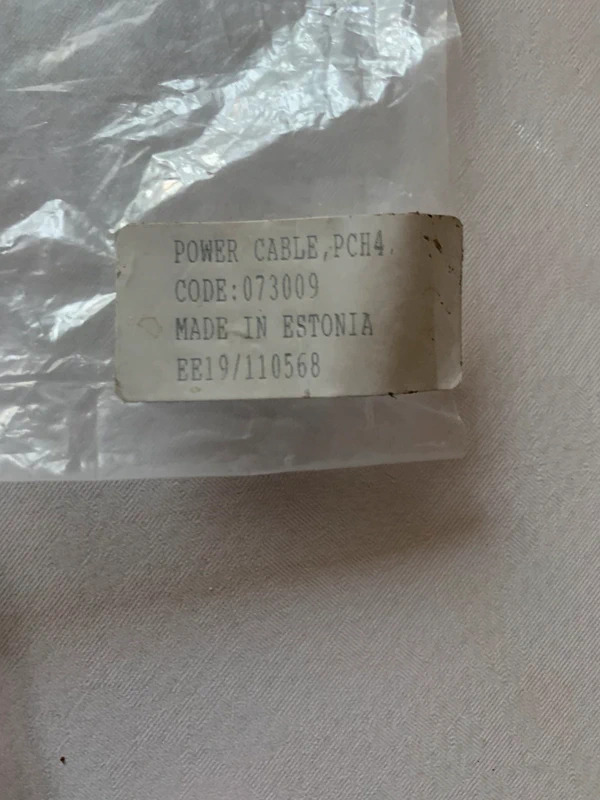 POWER CABLE,PCH4.
CODE:073009
MADE IN ESTONIA
EE19/110568